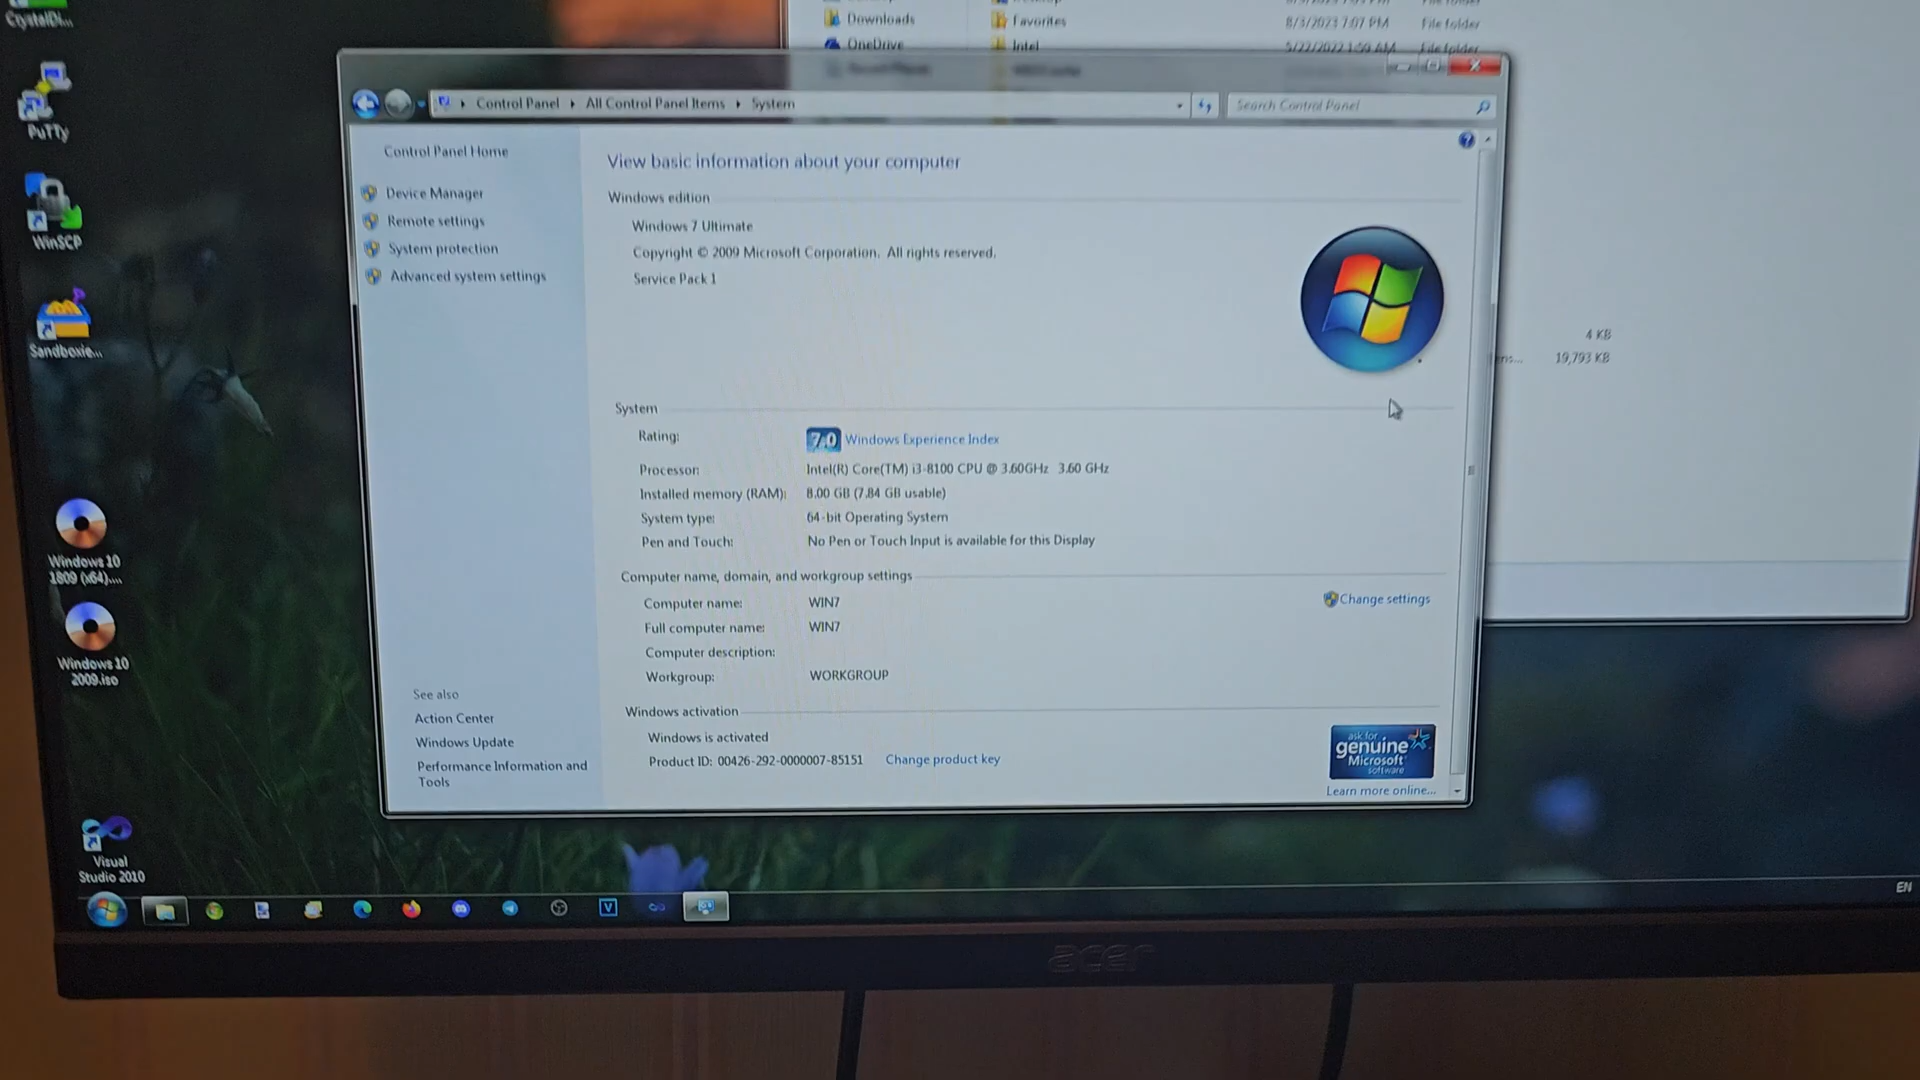 CrystalDi...
PuTTY
WinSCP
Sandboxie...
Windows 10
1809 (x64)....
Windows 10
2009.iso
Visual
Studio 2010
Downloads
OneDrive
Favorites
Intel
8/3/2023 7:07 PM
File folder
5/22/2022 1:50 AM
File folder
4 KB
19,793 KB
Control Panel
All Control Panel Items
System
Search Control Panel
Control Panel Home
Device Manager
Remote settings
System protection
Advanced system settings
See also
Action Center
Windows Update
Performance Information and
Tools
View basic information about your computer
Windows edition
Windows 7 Ultimate
Copyright © 2009 Microsoft Corporation. All rights reserved.
Service Pack 1
System
Rating: 7.0 Windows Experience Index
Processor: Intel(R) Core(TM) i3-8100 CPU @ 3.60GHz 3.60 GHz
Installed memory (RAM): 8.00 GB (7.84 GB usable)
System type: 64-bit Operating System
Pen and Touch: No Pen or Touch Input is available for this Display
Computer name, domain, and workgroup settings
Computer name: WIN7
Change settings
Full computer name: WIN7
Computer description:
Workgroup: WORKGROUP
Windows activation
Windows is activated
Product ID: 00426-292-0000007-85151 Change product key
ask for
genuine
Microsoft
software
Learn more online...
EN
acer